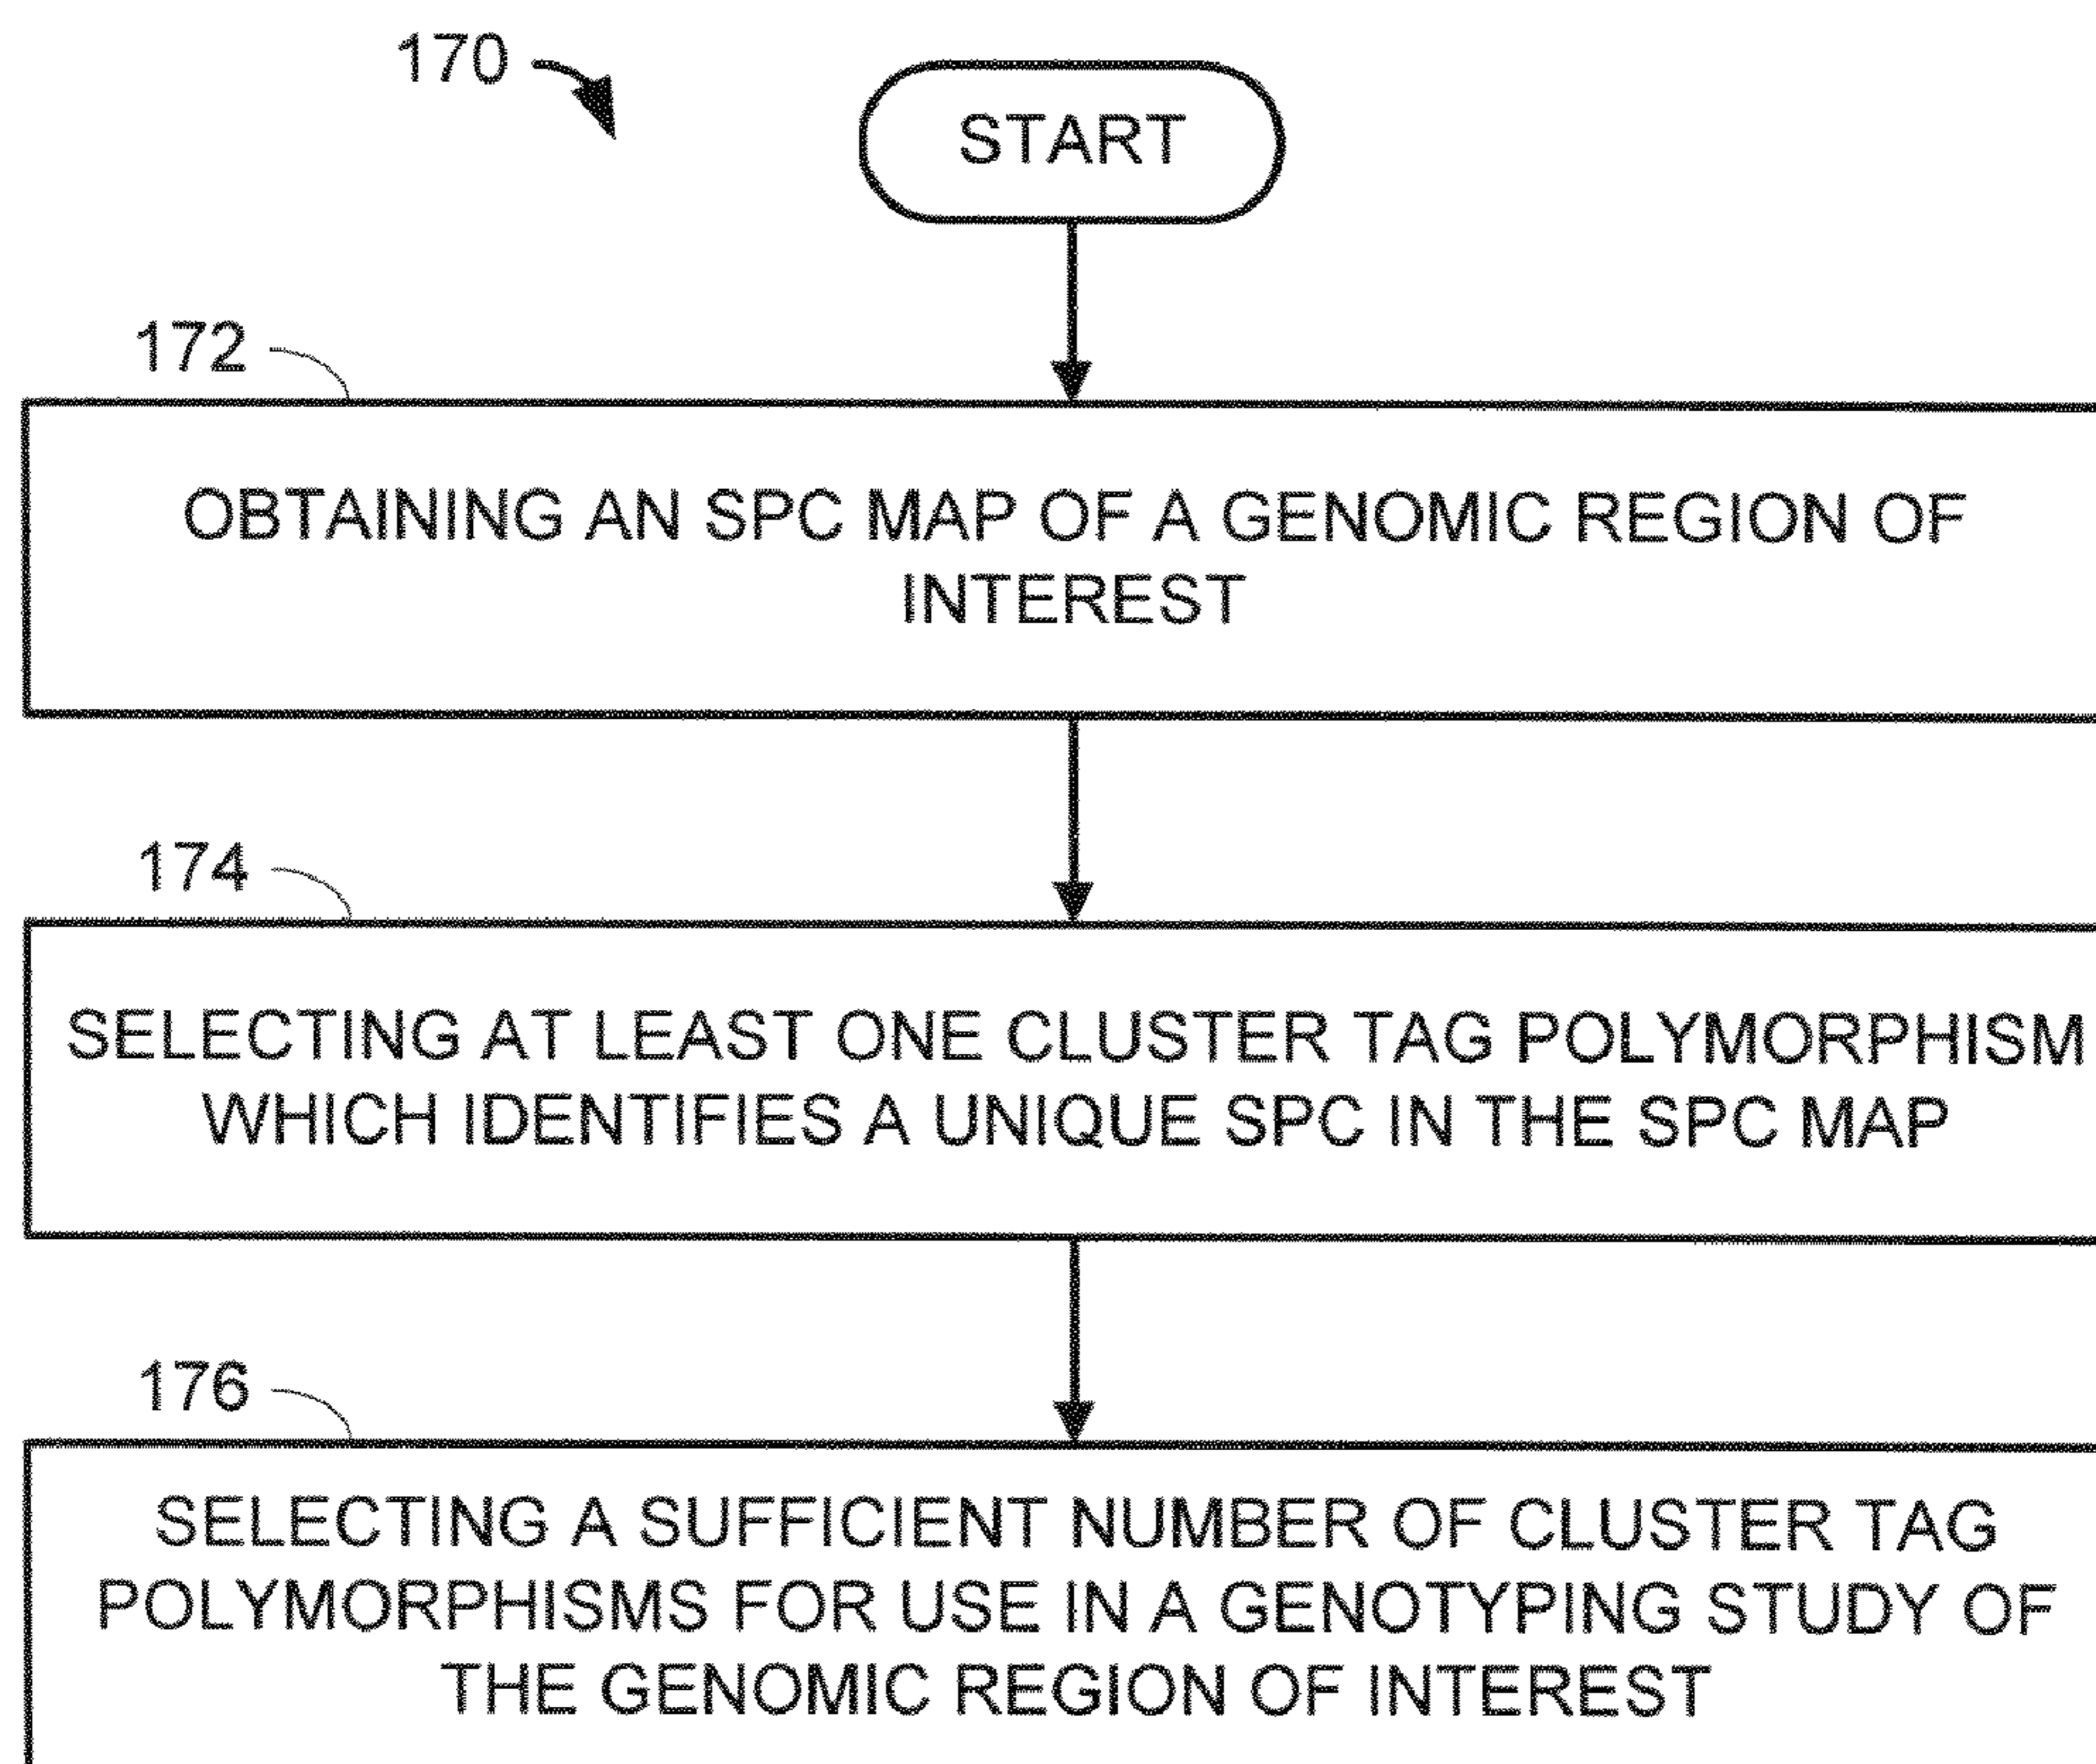 170
START
172
OBTAINING AN SPC MAP OF A GENOMIC REGION OF
INTEREST
174
SELECTING AT LEAST ONE CLUSTER TAG POLYMORPHISM
WHICH IDENTIFIES A UNIQUE SPC IN THE SPC MAP
176
SELECTING A SUFFICIENT NUMBER OF CLUSTER TAG
POLYMORPHISMS FOR USE IN A GENOTYPING STUDY OF
THE GENOMIC REGION OF INTEREST